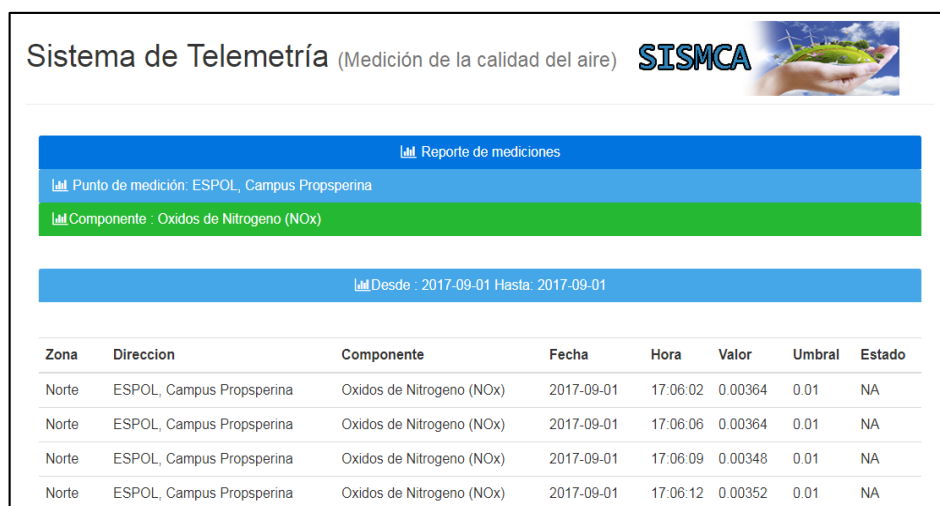 Sistema de Telemetría (Medición de la calidad del aire) SISMCA
Reporte de mediciones
Punto de medición: ESPOL, Campus Propsperina
Componente : Oxidos de Nitrogeno (NOx)
Desde : 2017-09-01 Hasta: 2017-09-01
Zona Direccion Componente Fecha Hora Valor Umbral Estado
Norte ESPOL, Campus Propsperina Oxidos de Nitrogeno (NOx) 2017-09-01 17:06:02 0.00364 0.01 NA
Norte ESPOL, Campus Propsperina Oxidos de Nitrogeno (NOx) 2017-09-01 17:06:06 0.00364 0.01 NA
Norte ESPOL, Campus Propsperina Oxidos de Nitrogeno (NOx) 2017-09-01 17:06:09 0.00348 0.01 NA
Norte ESPOL, Campus Propsperina Oxidos de Nitrogeno (NOx) 2017-09-01 17:06:12 0.00352 0.01 NA